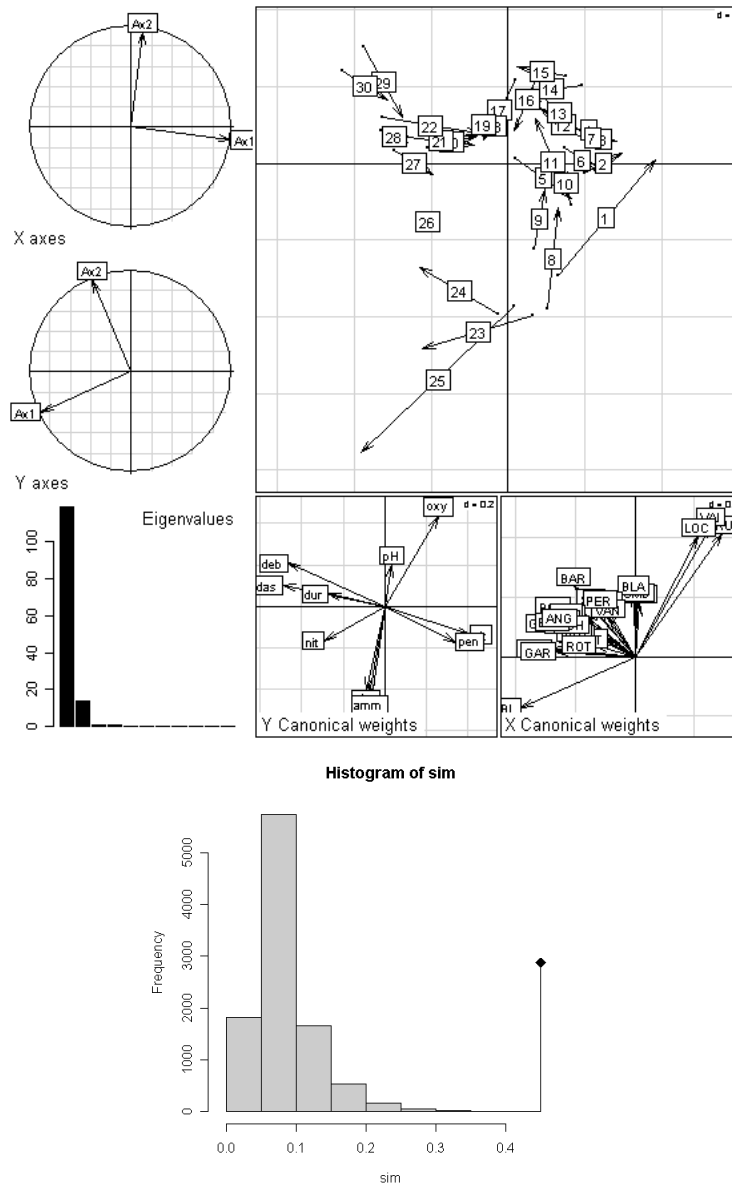 Ax2
Ax1
X axes
Ax2
Ax1
Y axes
Eigenvalues
100
80
60
40
20
0
d =
30
29
28
22
21
27
19
17
15
14
16
13
12
7
6
2
11
5
10
9
8
1
26
24
23
25
d = 0.2
oxy
pH
deb
das
dur
nit
pen
amm
Y Canonical weights
LOC
BAR
BLA
PER
VAN
ANG
GAR
ROT
X Canonical weights
Histogram of sim
Frequency
5000
4000
3000
2000
1000
0
0.0 0.1 0.2 0.3 0.4
sim